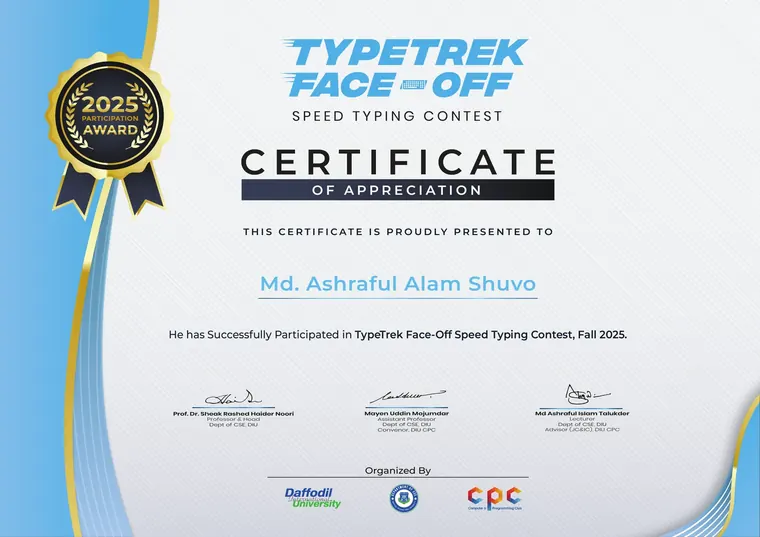 TYPETREK
FACE-OFF
SPEED TYPING CONTEST
2025
PARTICIPATION
AWARD
CERTIFICATE
OF APPRECIATION
THIS CERTIFICATE IS PROUDLY PRESENTED TO
Md. Ashraful Alam Shuvo
He has Successfully Participated in TypeTrek Face-Off Speed Typing Contest, Fall 2025.
Prof. Dr. Sheak Rashed Haider Noori
Professor & Head
Dept of CSE, DIU
Mayen Uddin Mojumdar
Assistant Professor
Dept of CSE, DIU
Convenor, DIU CPC
Md Ashraful Islam Talukder
Lecturer
Dept of CSE, DIU
Advisor (JC&IC), DIU CPC
Organized By
Daffodil
International
University
cpc
Computer & Programming Club